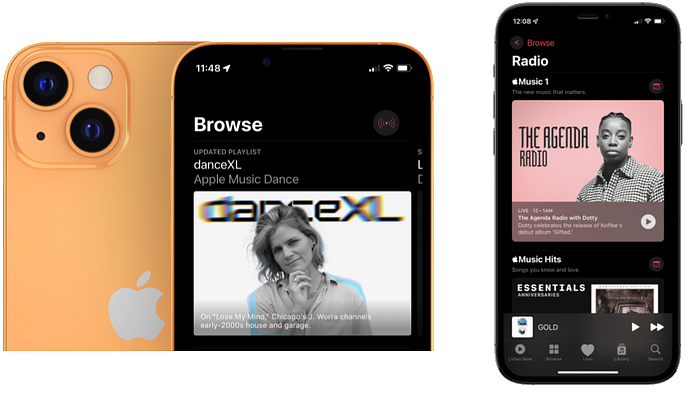 11:48
Browse
UPDATED PLAYLIST
danceXL
Apple Music Dance
danceXL
On "Lose My Mind," Chicago's J. Worra channels
early-2000s house and garage.
12:08
Browse
Radio
Music 1
The new music that matters.
THE AGENDA
RADIO
LIVE · 12 – 1AM
The Agenda Radio with Dotty
Dotty celebrates the release of Koffee's
debut album 'Gifted.'
Music Hits
Songs you know and love.
ESSENTIALS
ANNIVERSARIES
GOLD
Listen Now
Browse
Library
Search